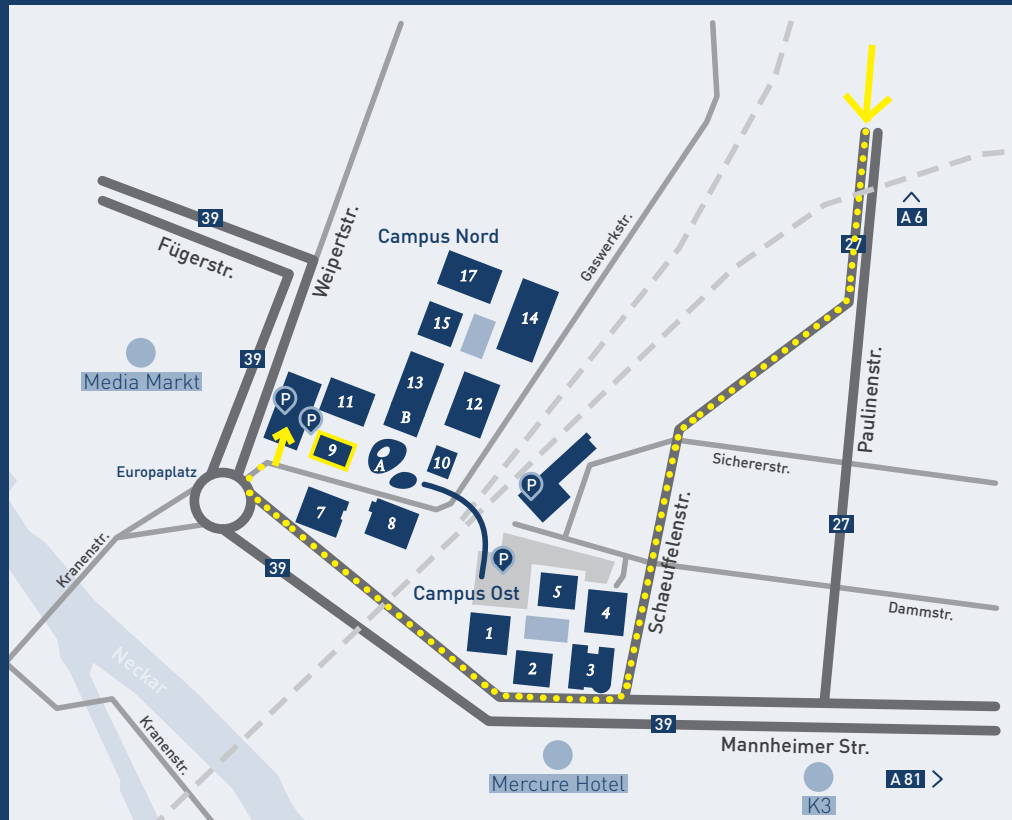 A 6
39
Fügerstr.
Weipertstr.
Campus Nord
Gaswerkstr.
27
17
15
14
39
Media Markt
13
B
12
11
P
P
9
A
10
Paulinenstr.
Sichererstr.
Europaplatz
P
7
8
27
Kranenstr.
39
P
Campus Ost
5
4
Schaeuffelenstr.
Dammstr.
1
2
3
Neckar
Kranenstr.
39
Mannheimer Str.
Mercure Hotel
A 81
K3